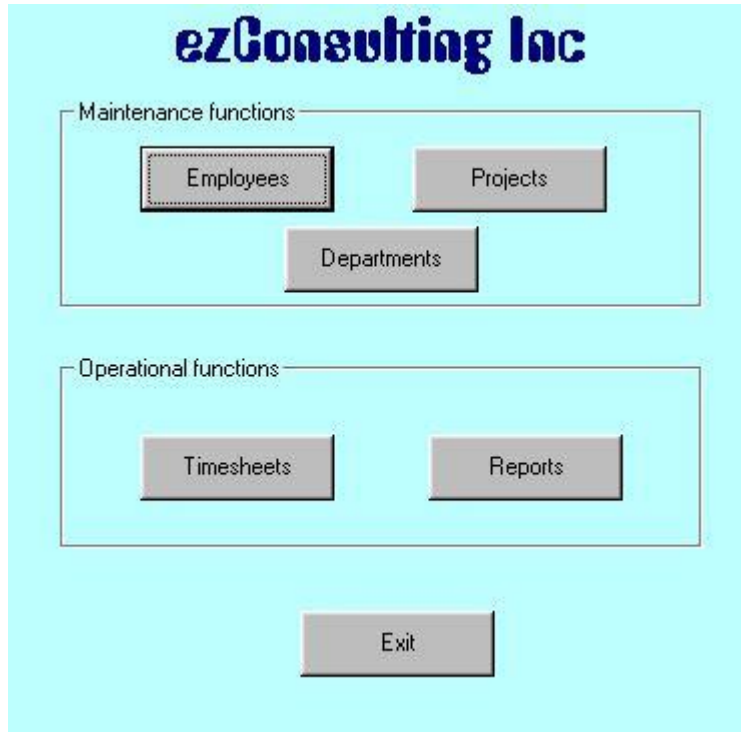 ezConsulting Inc
Maintenance functions
Employees
Projects
Departments
Operational functions
Timesheets
Reports
Exit